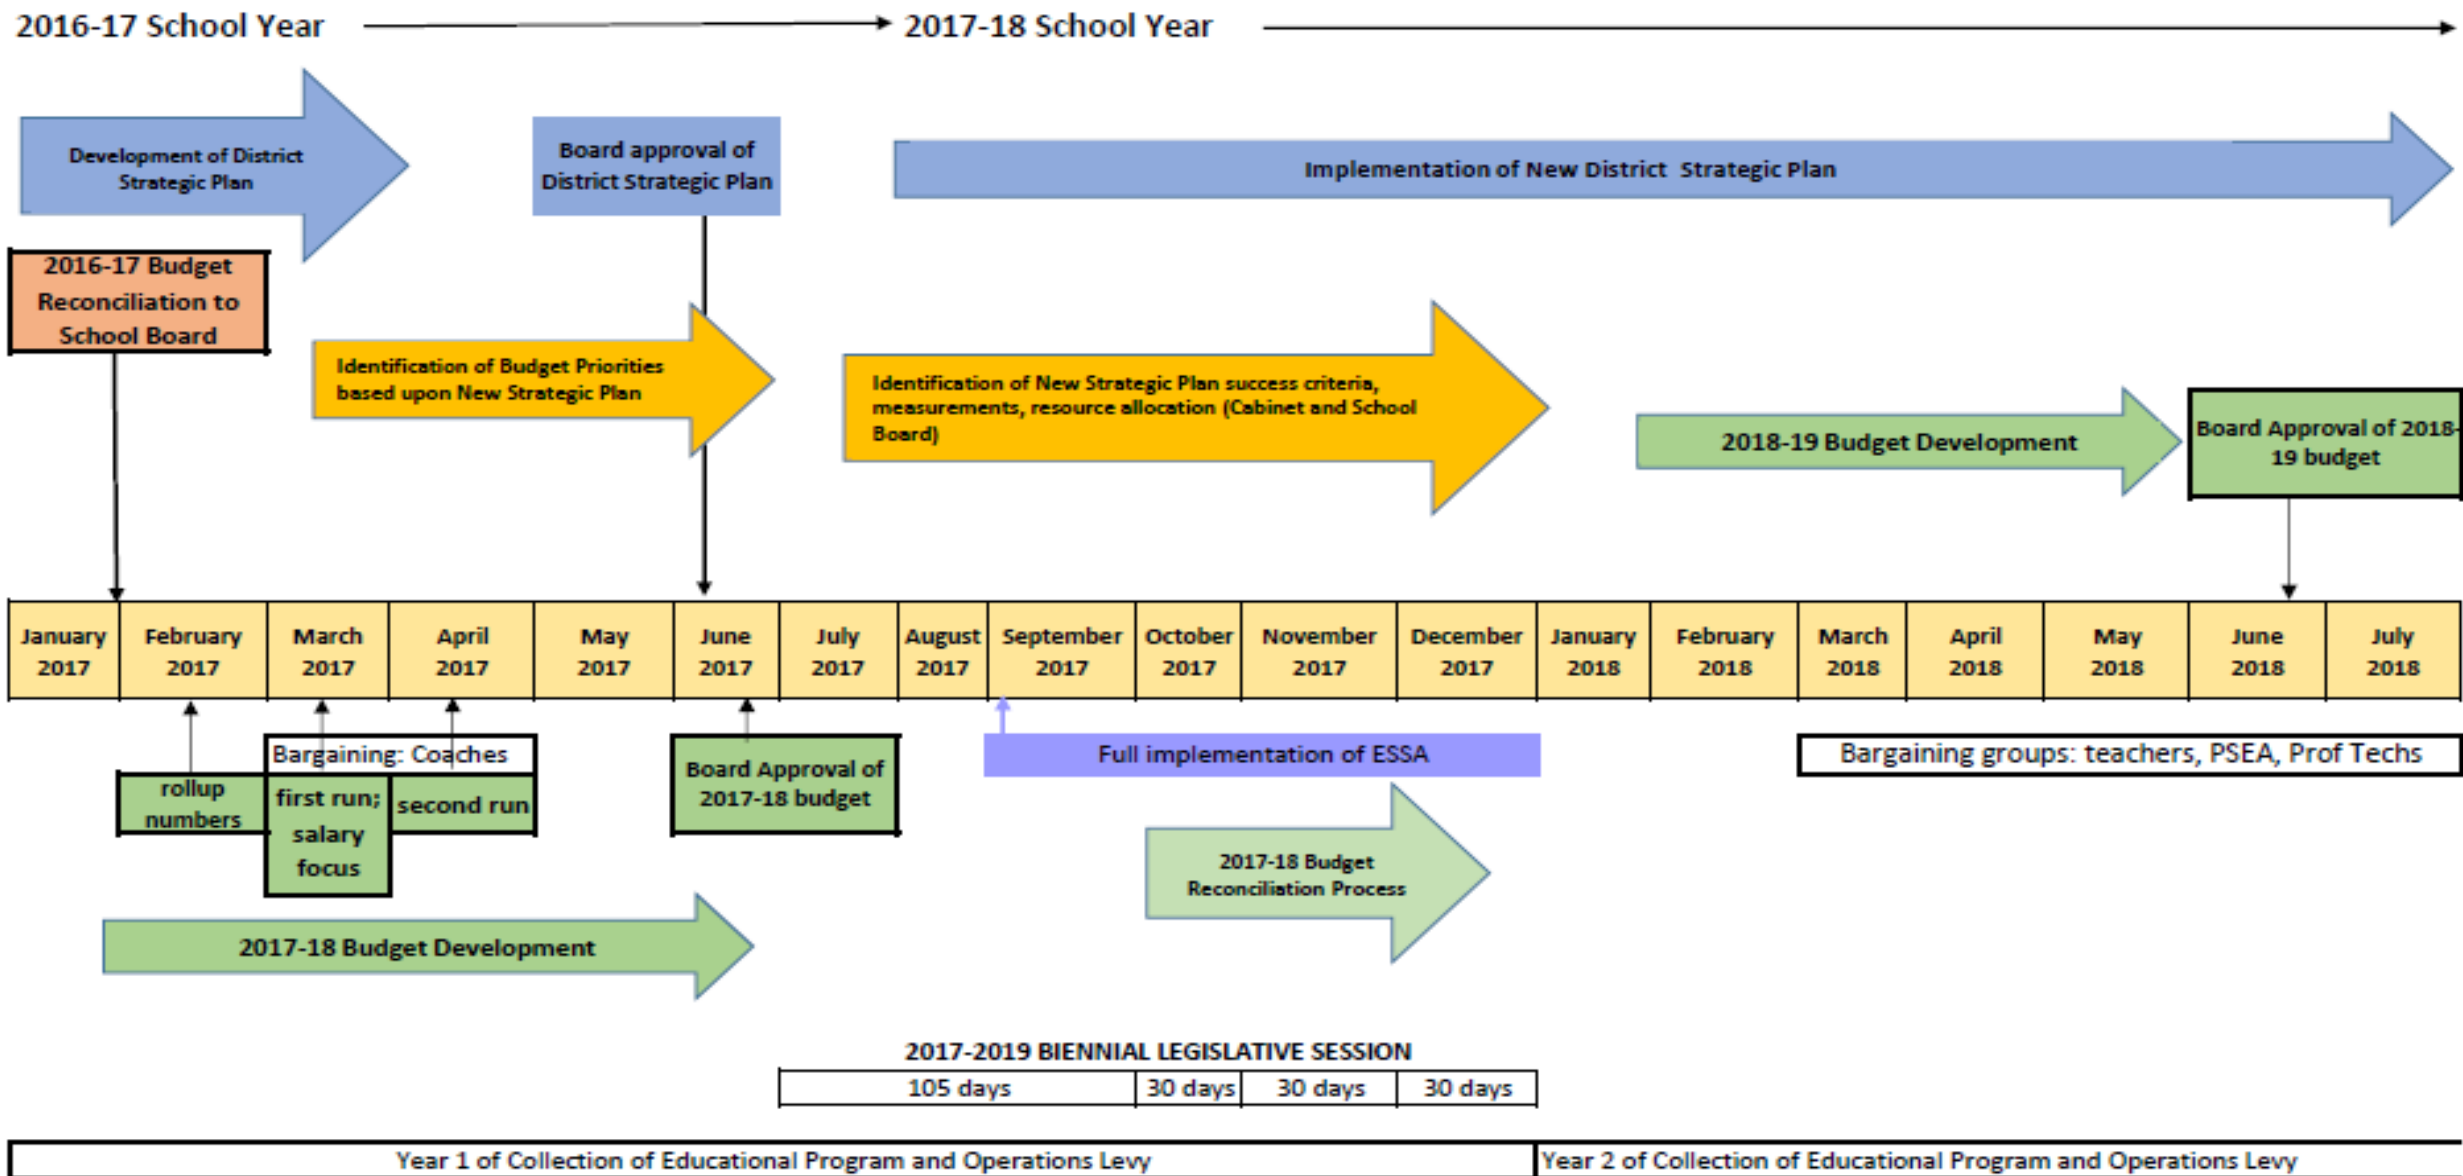 2016-17 School Year
2017-18 School Year
Development of District
Strategic Plan
Board approval of
District Strategic Plan
Implementation of New District Strategic Plan
2016-17 Budget
Reconciliation to
School Board
Identification of Budget Priorities
based upon New Strategic Plan
Identification of New Strategic Plan success criteria,
measurements, resource allocation (Cabinet and School
Board)
2018-19 Budget Development
Board Approval of 2018-
19 budget
January
2017
February
2017
March
2017
April
2017
May
2017
June
2017
July
2017
August
2017
September
2017
October
2017
November
2017
December
2017
January
2018
February
2018
March
2018
April
2018
May
2018
June
2018
July
2018
Bargaining: Coaches
rollup
numbers
first run;
salary
focus
second run
Board Approval of
2017-18 budget
Full implementation of ESSA
Bargaining groups: teachers, PSEA, Prof Techs
2017-18 Budget
Reconciliation Process
2017-18 Budget Development
2017-2019 BIENNIAL LEGISLATIVE SESSION
105 days
30 days
30 days
30 days
Year 1 of Collection of Educational Program and Operations Levy
Year 2 of Collection of Educational Program and Operations Levy